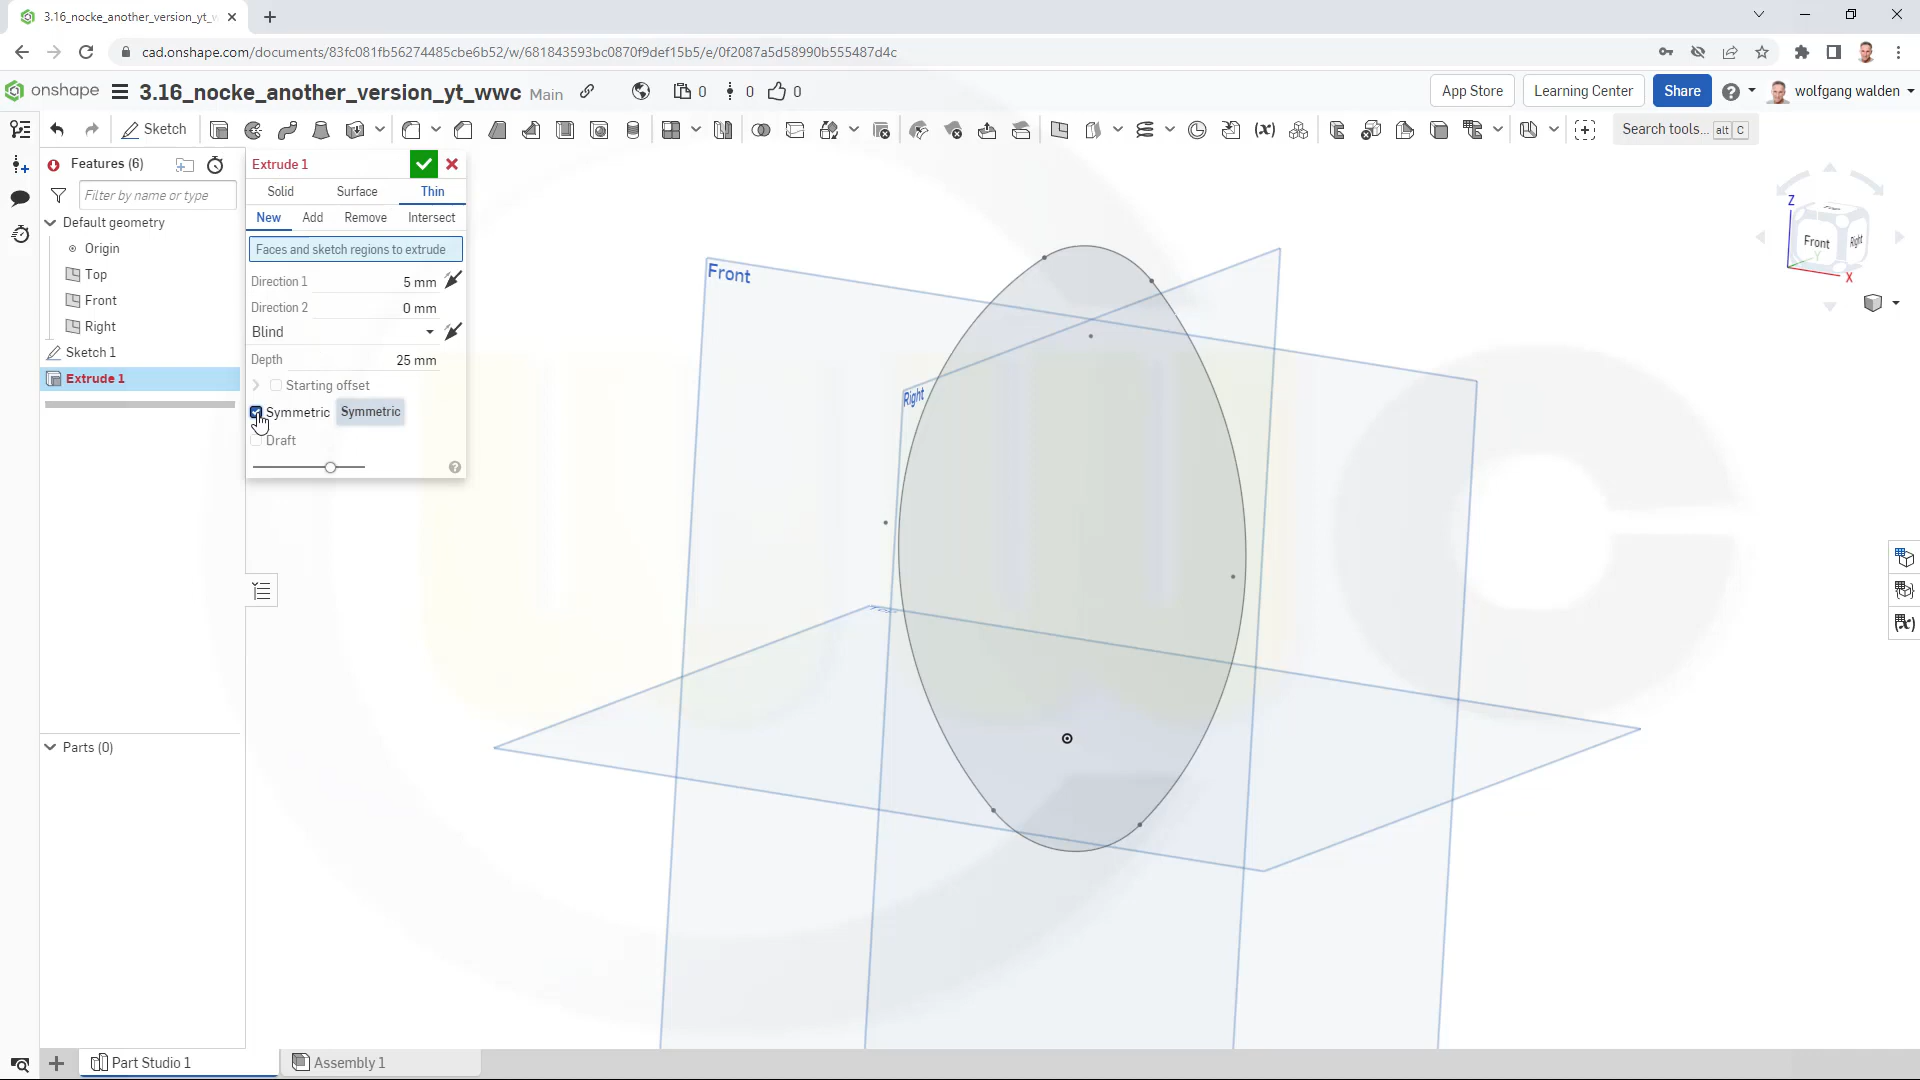 3.16_nocke_another_version_yt_w
cad.onshape.com/documents/83fc081fb56274485cbe6b52/w/681843593bc0870f9def15b5/e/0f2087a5d58990b555487d4c
onshape
3.16_nocke_another_version_yt_wwc Main
0 0 0
App Store
Learning Center
Share
wolfgang walden
Sketch
Search tools... alt C
Features (6)
Filter by name or type
Default geometry
Origin
Top
Front
Right
Sketch 1
Extrude 1
Parts (0)
Extrude 1
Solid Surface Thin
New Add Remove Intersect
Faces and sketch regions to extrude
Direction 1 5 mm
Direction 2 0 mm
Blind
Depth 25 mm
Starting offset
Symmetric Symmetric
Draft
Front
Right
Z
Front Right
Y
X
(x)
(x)
Part Studio 1
Assembly 1